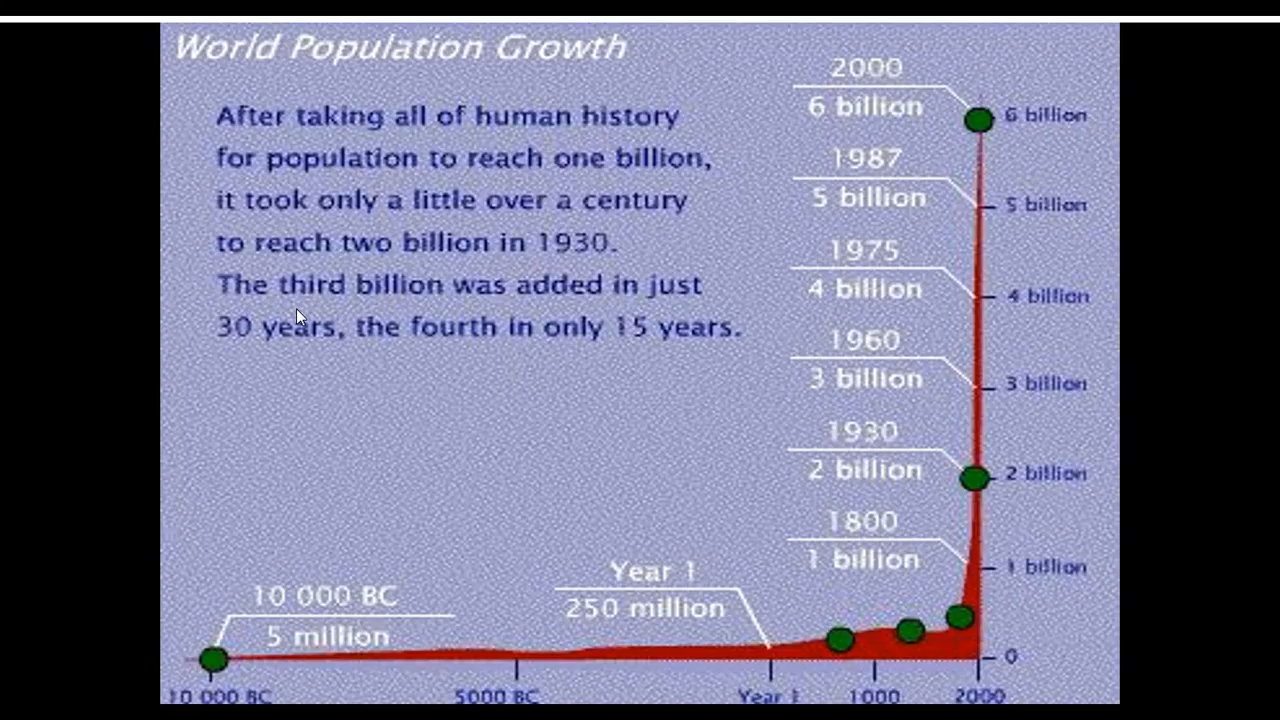 World Population Growth
After taking all of human history
for population to reach one billion,
it took only a little over a century
to reach two billion in 1930.
The third billion was added in just
30 years, the fourth in only 15 years.
2000
6 billion
1987
5 billion
1975
4 billion
1960
3 billion
1930
2 billion
1800
1 billion
Year 1
250 million
10 000 BC
5 million
6 billion
5 billion
4 billion
3 billion
2 billion
1 billion
0
10 000 BC 5000 BC Year 1 1000 2000